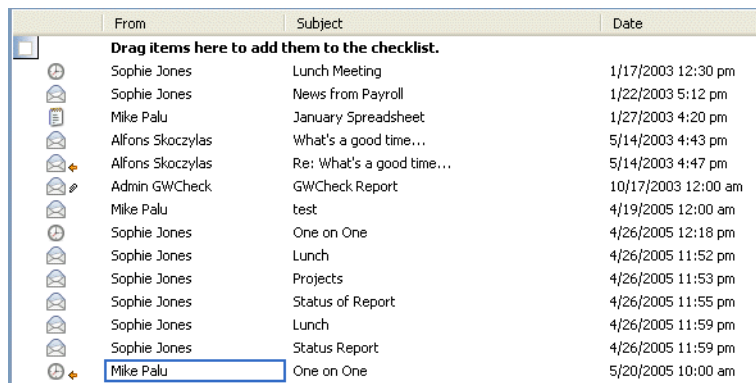 From Subject Date
Drag items here to add them to the checklist.
Sophie Jones Lunch Meeting 1/17/2003 12:30 pm
Sophie Jones News from Payroll 1/22/2003 5:12 pm
Mike Palu January Spreadsheet 1/27/2003 4:20 pm
Alfons Skoczylas What's a good time... 5/14/2003 4:43 pm
Alfons Skoczylas Re: What's a good time... 5/14/2003 4:47 pm
Admin GWCheck GWCheck Report 10/17/2003 12:00 am
Mike Palu test 4/19/2005 12:00 am
Sophie Jones One on One 4/26/2005 12:18 pm
Sophie Jones Lunch 4/26/2005 11:52 pm
Sophie Jones Projects 4/26/2005 11:53 pm
Sophie Jones Status of Report 4/26/2005 11:55 pm
Sophie Jones Lunch 4/26/2005 11:59 pm
Sophie Jones Status Report 4/26/2005 11:59 pm
Mike Palu One on One 5/20/2005 10:00 am